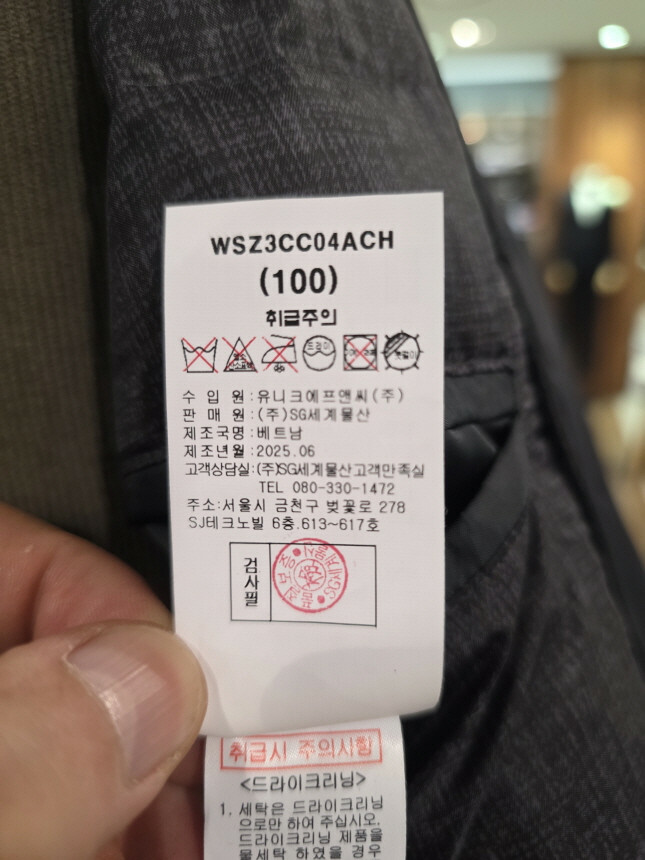 WSZ3CC04ACH
(100)
취급주의
드라이
수 입 원 : 유니크에프앤씨(주)
판 매 원 : (주)SG세계물산
제조국명 : 베트남
제조년월 : 2025.06
고객상담실:(주)SG세계물산고객만족실
TEL 080-330-1472
주소:서울시 금천구 벚꽃로 278
SJ테크노빌 6층.613~617호
검사필
취급시 주의사항
<드라이크리닝>
1. 세탁은 드라이크리닝
으로만 하여 주십시오.
드라이크리닝 제품을
물세탁 하였을 경우